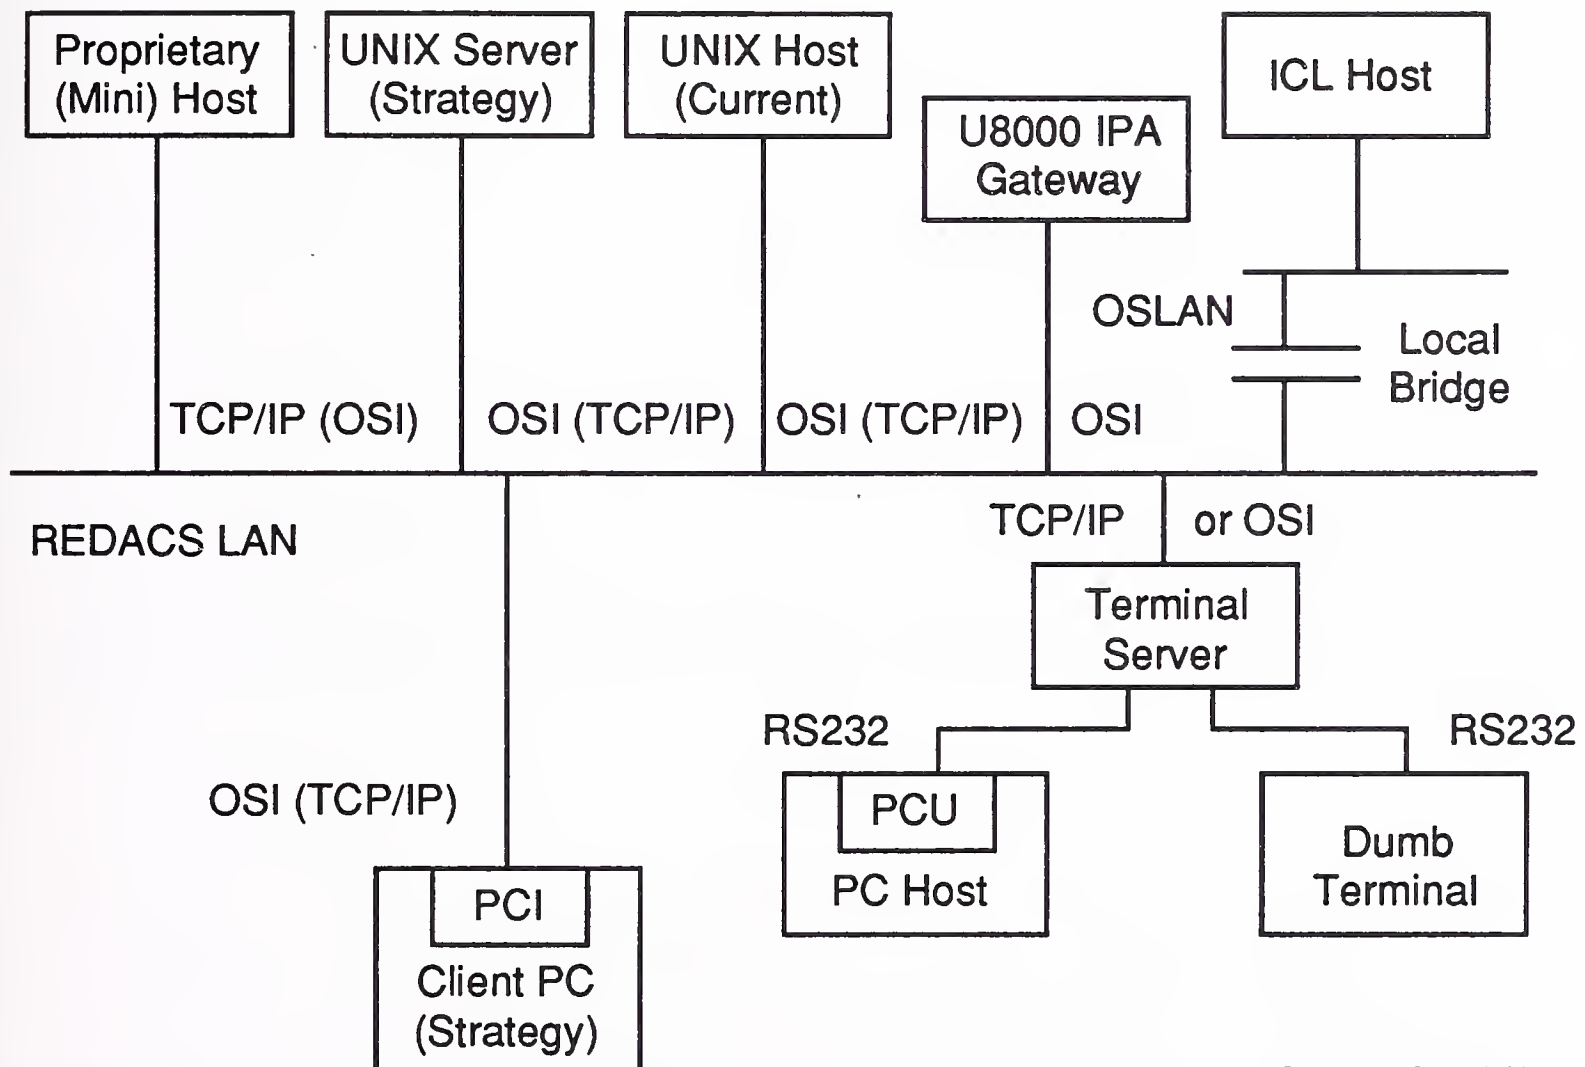 Proprietary
(Mini) Host
UNIX Server
(Strategy)
UNIX Host
(Current)
U8000 IPA
Gateway
ICL Host
OSLAN
Local
Bridge
TCP/IP (OSI)
OSI (TCP/IP)
OSI (TCP/IP)
OSI
REDACS LAN
TCP/IP
or OSI
Terminal
Server
RS232
RS232
OSI (TCP/IP)
PCU
PC Host
Dumb
Terminal
PCI
Client PC
(Strategy)